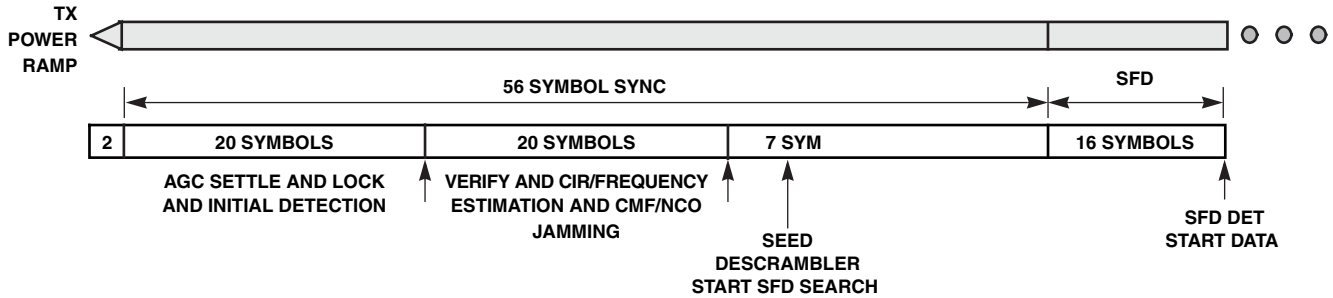 TX
POWER
RAMP
56 SYMBOL SYNC
SFD
2
20 SYMBOLS
20 SYMBOLS
7 SYM
16 SYMBOLS
AGC SETTLE AND LOCK
AND INITIAL DETECTION
VERIFY AND CIR/FREQUENCY
ESTIMATION AND CMF/NCO
JAMMING
SEED
DESCRAMBLER
START SFD SEARCH
SFD DET
START DATA